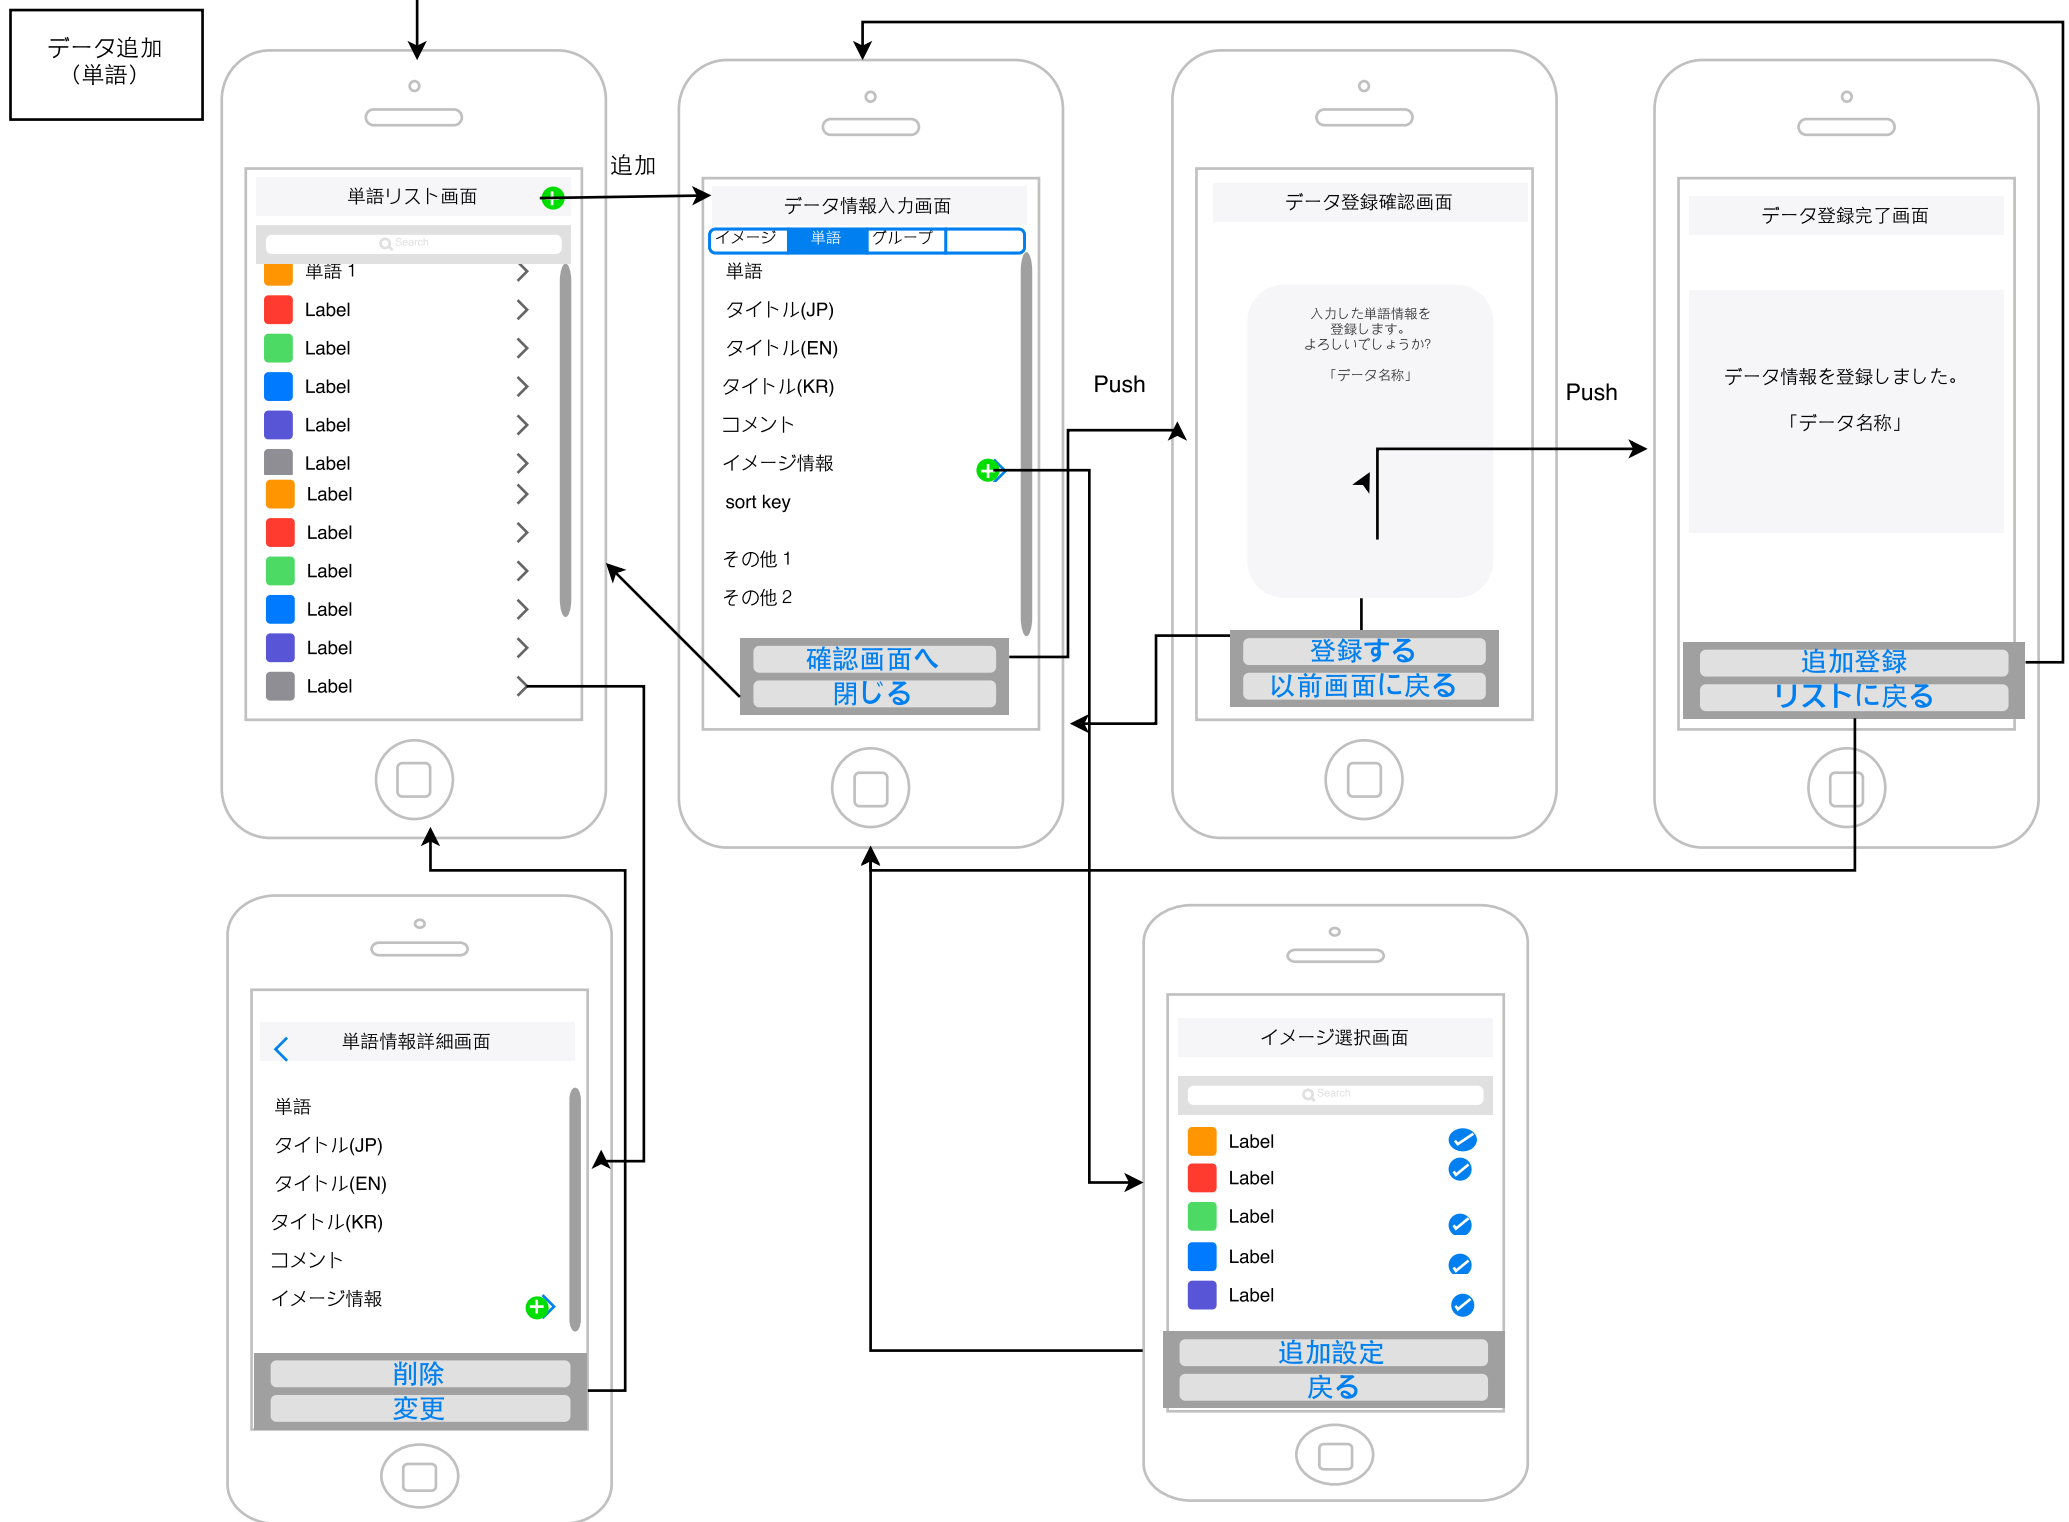 データ追加
（単語）
追加
単語リスト画面
Search
単語 1
Label
Label
Label
Label
Label
Label
Label
Label
Label
Label
Label
データ情報入力画面
イメージ 単語 グループ
単語
タイトル(JP)
タイトル(EN)
タイトル(KR)
コメント
イメージ情報
sort key
その他 1
その他 2
確認画面へ
閉じる
Push
データ登録確認画面
入力した単語情報を
登録します。
よろしいでしょうか?
「データ名称」
登録する
以前画面に戻る
Push
データ登録完了画面
データ情報を登録しました。
「データ名称」
追加登録
リストに戻る
単語情報詳細画面
単語
タイトル(JP)
タイトル(EN)
タイトル(KR)
コメント
イメージ情報
削除
変更
イメージ選択画面
Search
Label
Label
Label
Label
Label
追加設定
戻る